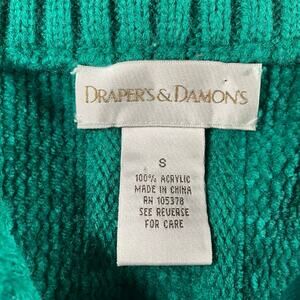 DRAPER'S & DAMON'S
S
100% ACRYLIC
MADE IN CHINA
RN 105378
SEE REVERSE
FOR CARE